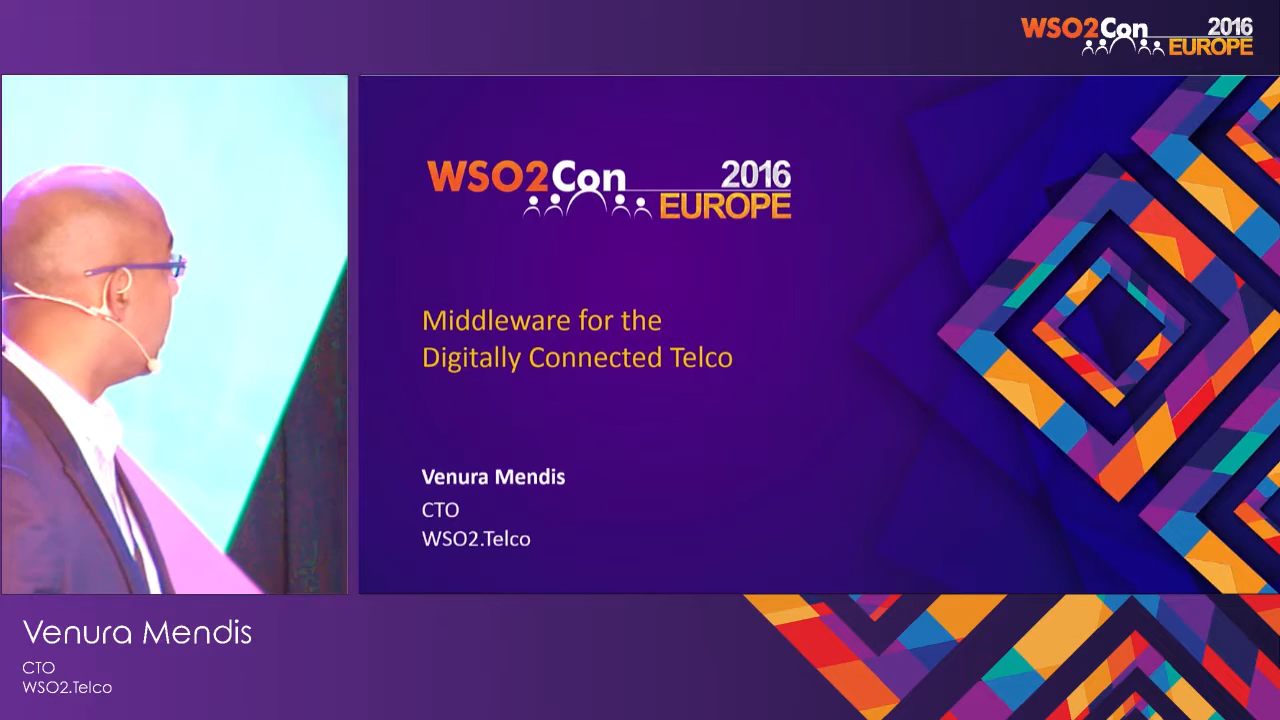 WSO2Con 2016
EUROPE
WSO2Con 2016
EUROPE
Middleware for the
Digitally Connected Telco
Venura Mendis
CTO
WSO2.Telco
Venura Mendis
CTO
WSO2.Telco